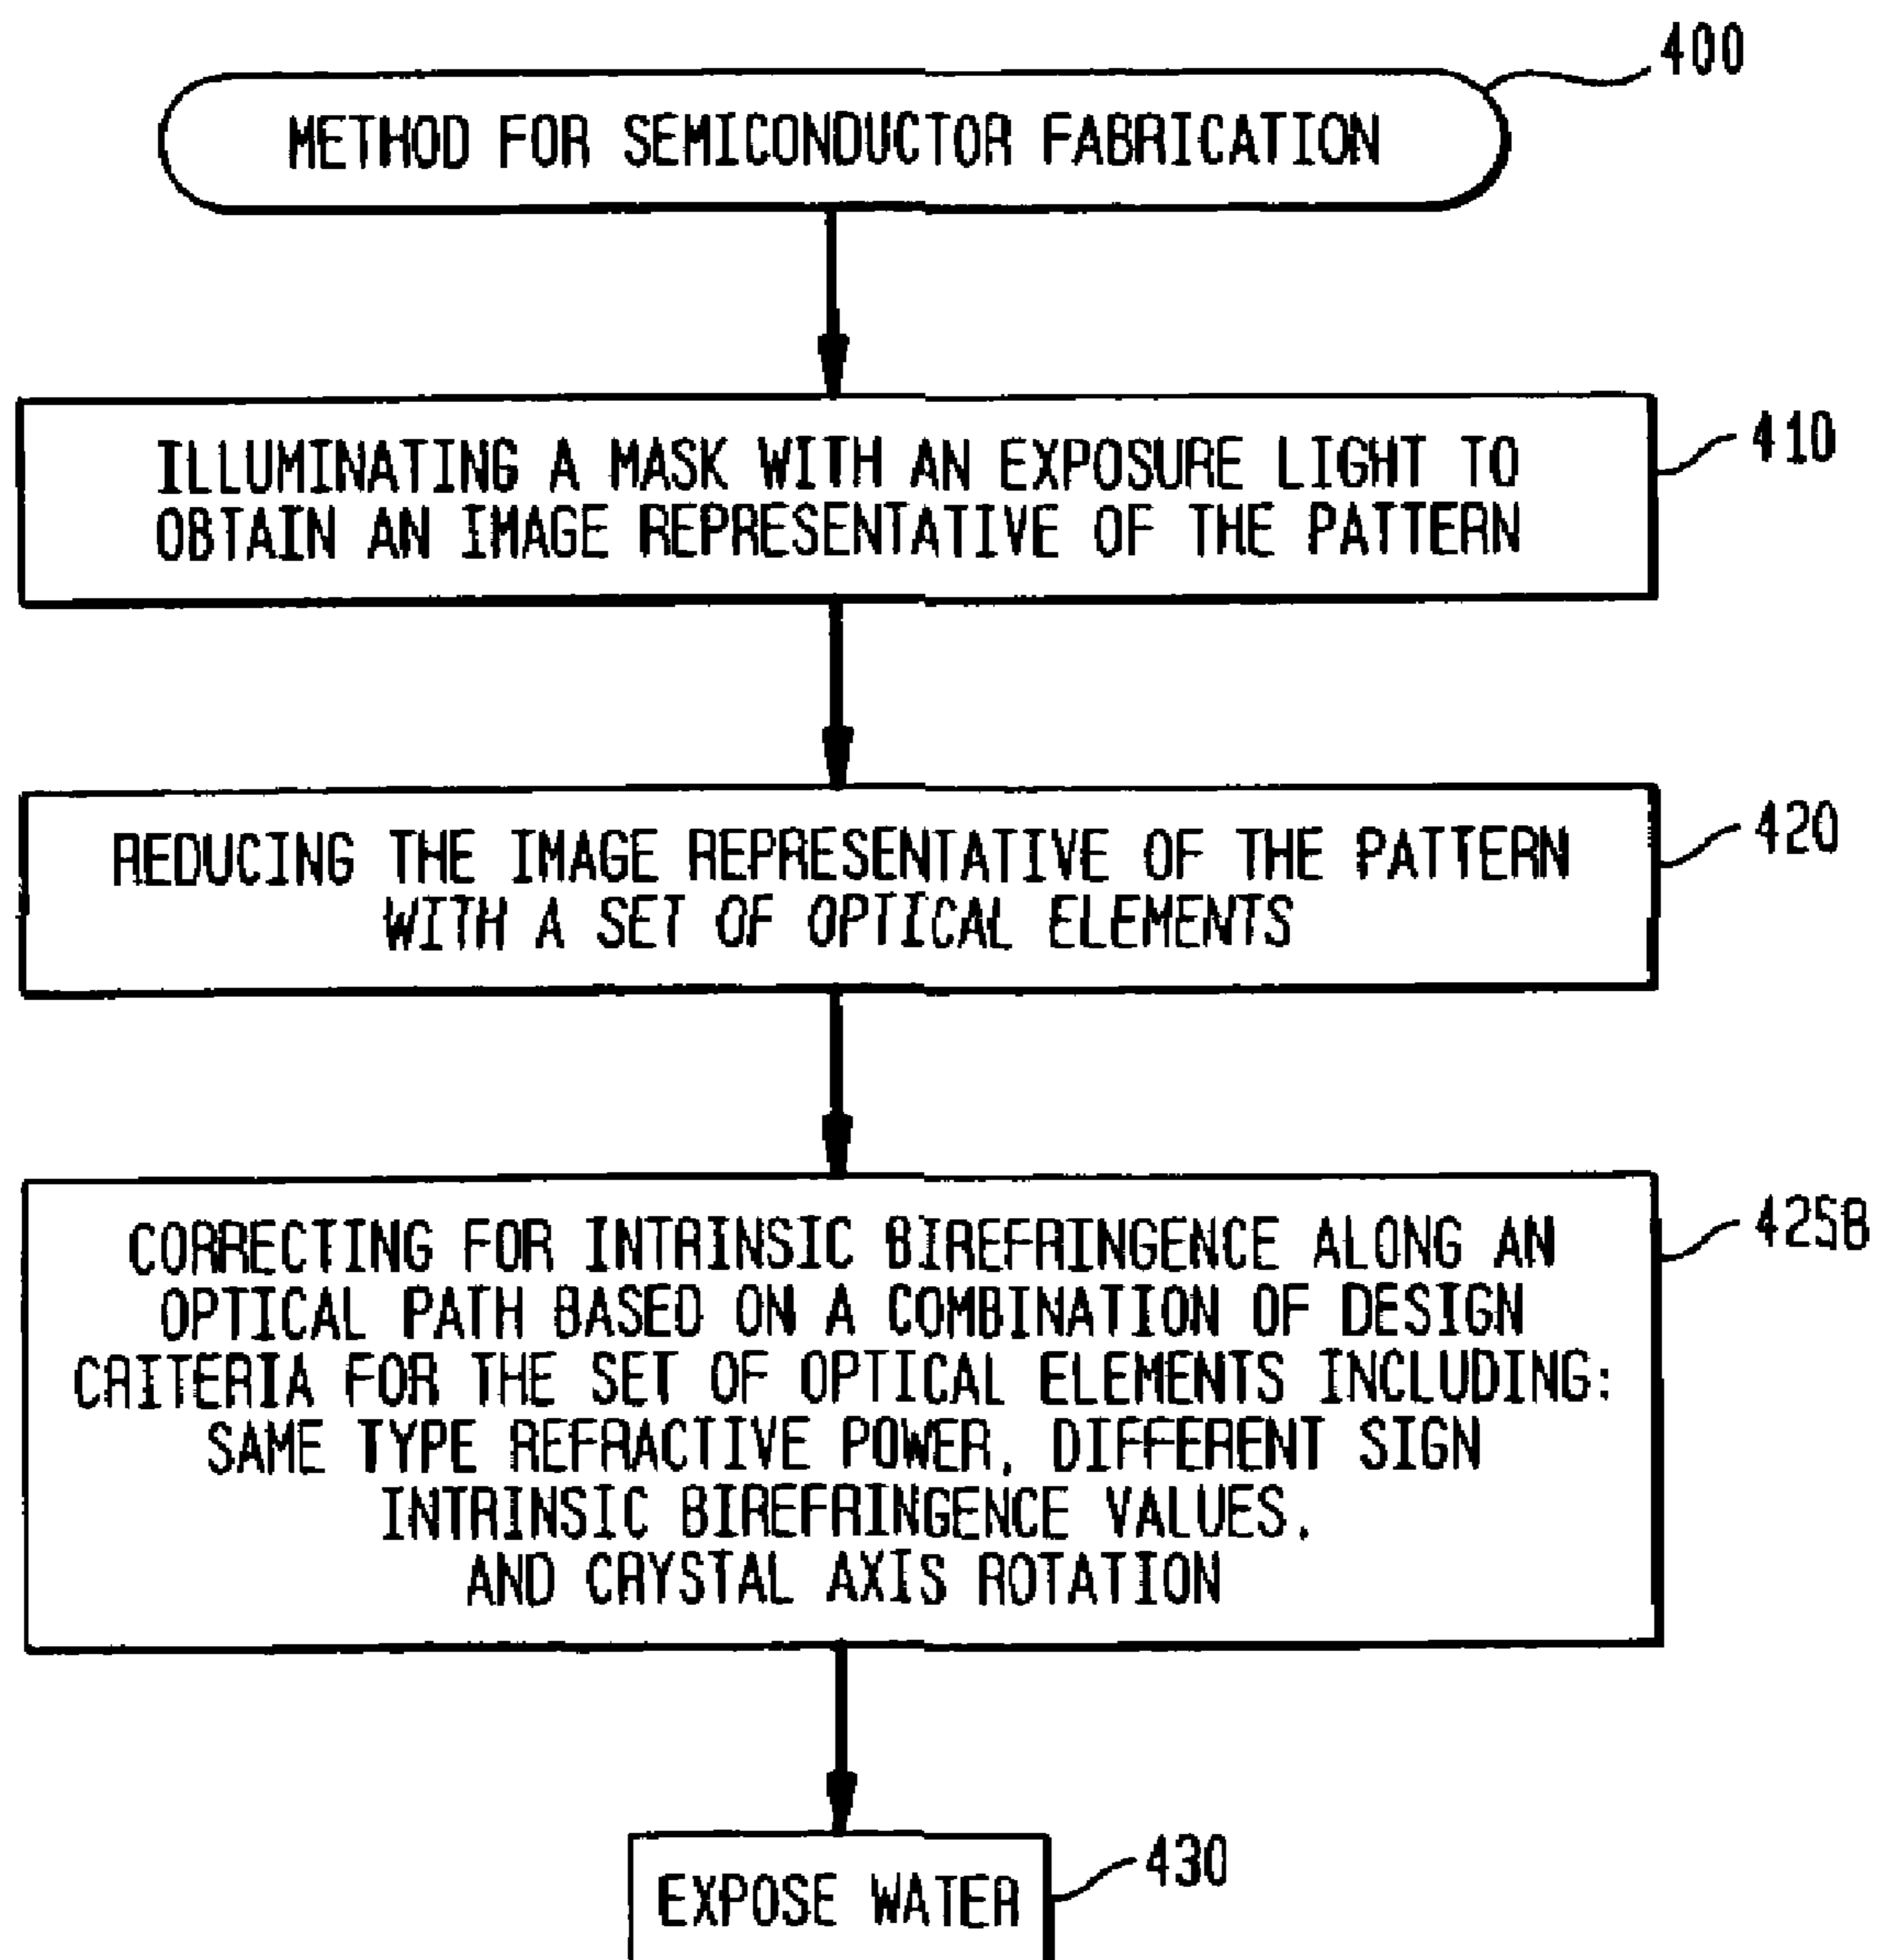 400
METHOD FOR SEMICONDUCTOR FABRICATION
410
ILLUMINATING A MASK WITH AN EXPOSURE LIGHT TO
OBTAIN AN IMAGE REPRESENTATIVE OF THE PATTERN
420
REDUCING THE IMAGE REPRESENTATIVE OF THE PATTERN
WITH A SET OF OPTICAL ELEMENTS
425B
CORRECTING FOR INTRINSIC BIREFRINGENCE ALONG AN
OPTICAL PATH BASED ON A COMBINATION OF DESIGN
CRITERIA FOR THE SET OF OPTICAL ELEMENTS INCLUDING:
SAME TYPE REFRACTIVE POWER, DIFFERENT SIGN
INTRINSIC BIREFRINGENCE VALUES,
AND CRYSTAL AXIS ROTATION
430
EXPOSE WATER